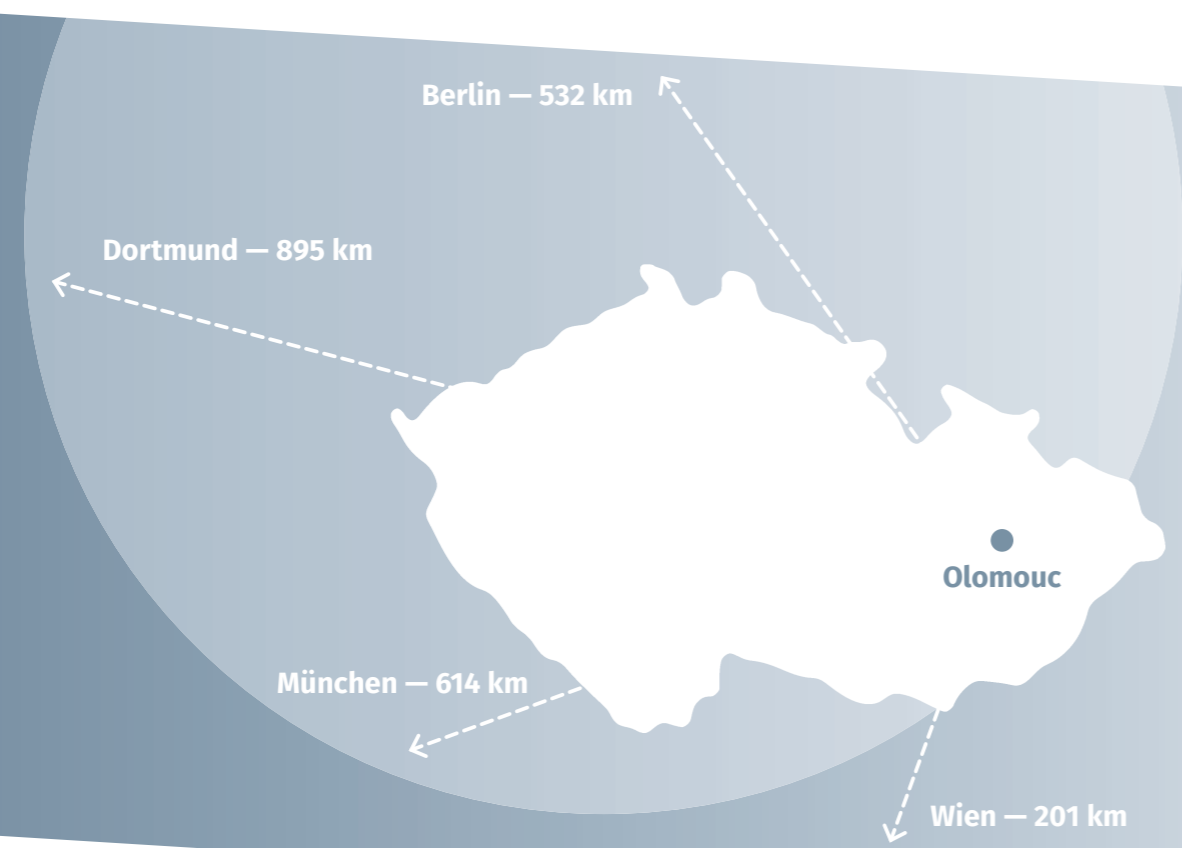 Berlin — 532 km
Dortmund — 895 km
Olomouc
München — 614 km
Wien — 201 km